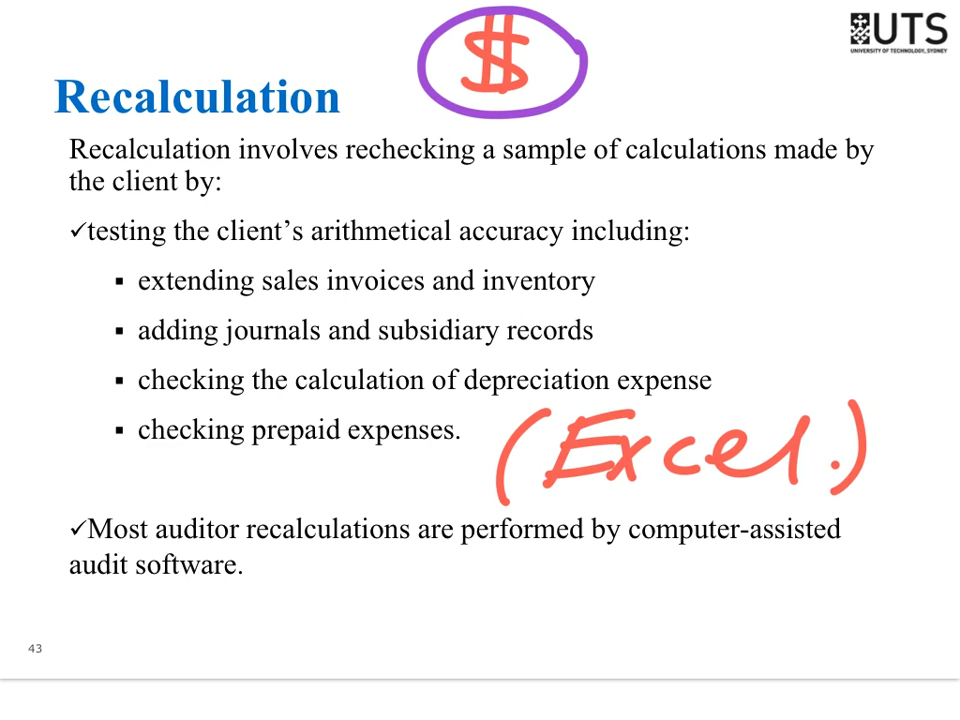 $
UTS
UNIVERSITY OF TECHNOLOGY, SYDNEY
Recalculation
Recalculation involves rechecking a sample of calculations made by
the client by:
✓testing the client’s arithmetical accuracy including:
▪ extending sales invoices and inventory
▪ adding journals and subsidiary records
▪ checking the calculation of depreciation expense
▪ checking prepaid expenses.
(Excel.)
✓Most auditor recalculations are performed by computer-assisted
audit software.
43